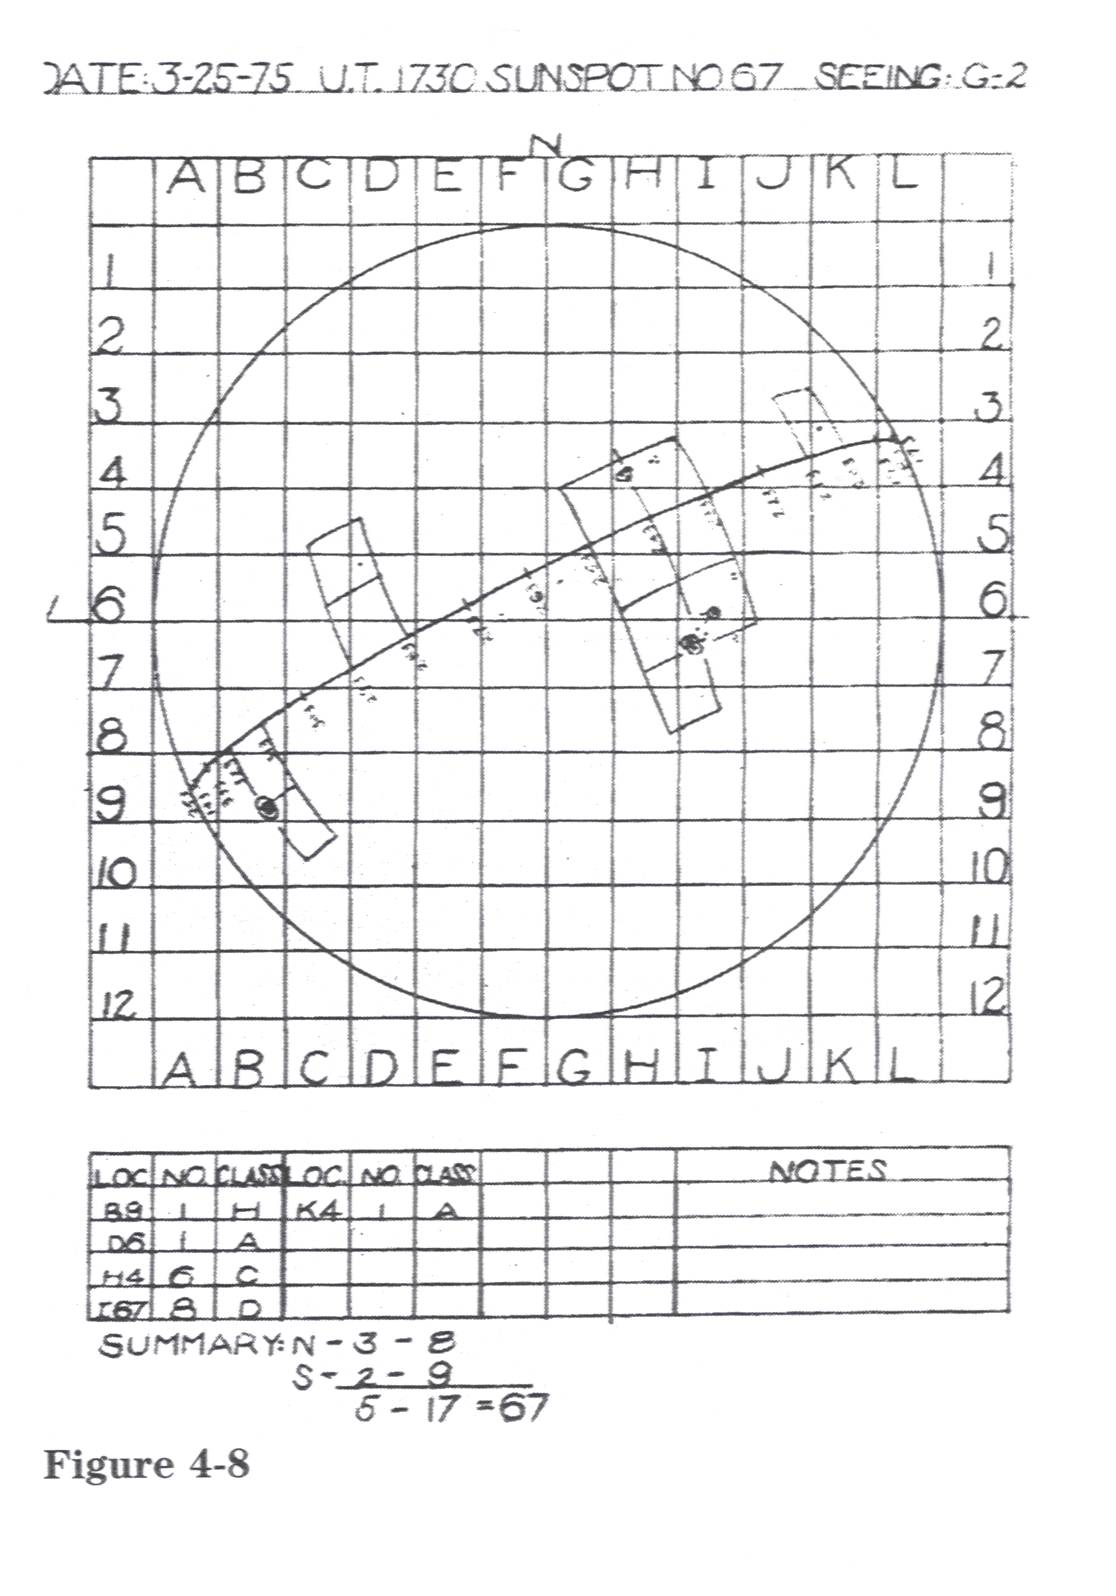 DATE: 3-25-75 U.T. 1730 SUNSPOT NO 67 SEEING: G-2
N
A B C D E F G H I J K L
1 1
2 2
3 3
4 4
5 5
6 6
7 7
8 8
9 9
10 10
11 11
12 12
A B C D E F G H I J K L
LOC NO. CLASS LOC. NO. CLASS NOTES
B9 1 H K4 1 A
D6 1 A
H4 6 C
I67 8 D
SUMMARY: N - 3 - 8
S - 2 - 9
5 - 17 = 67
Figure 4-8